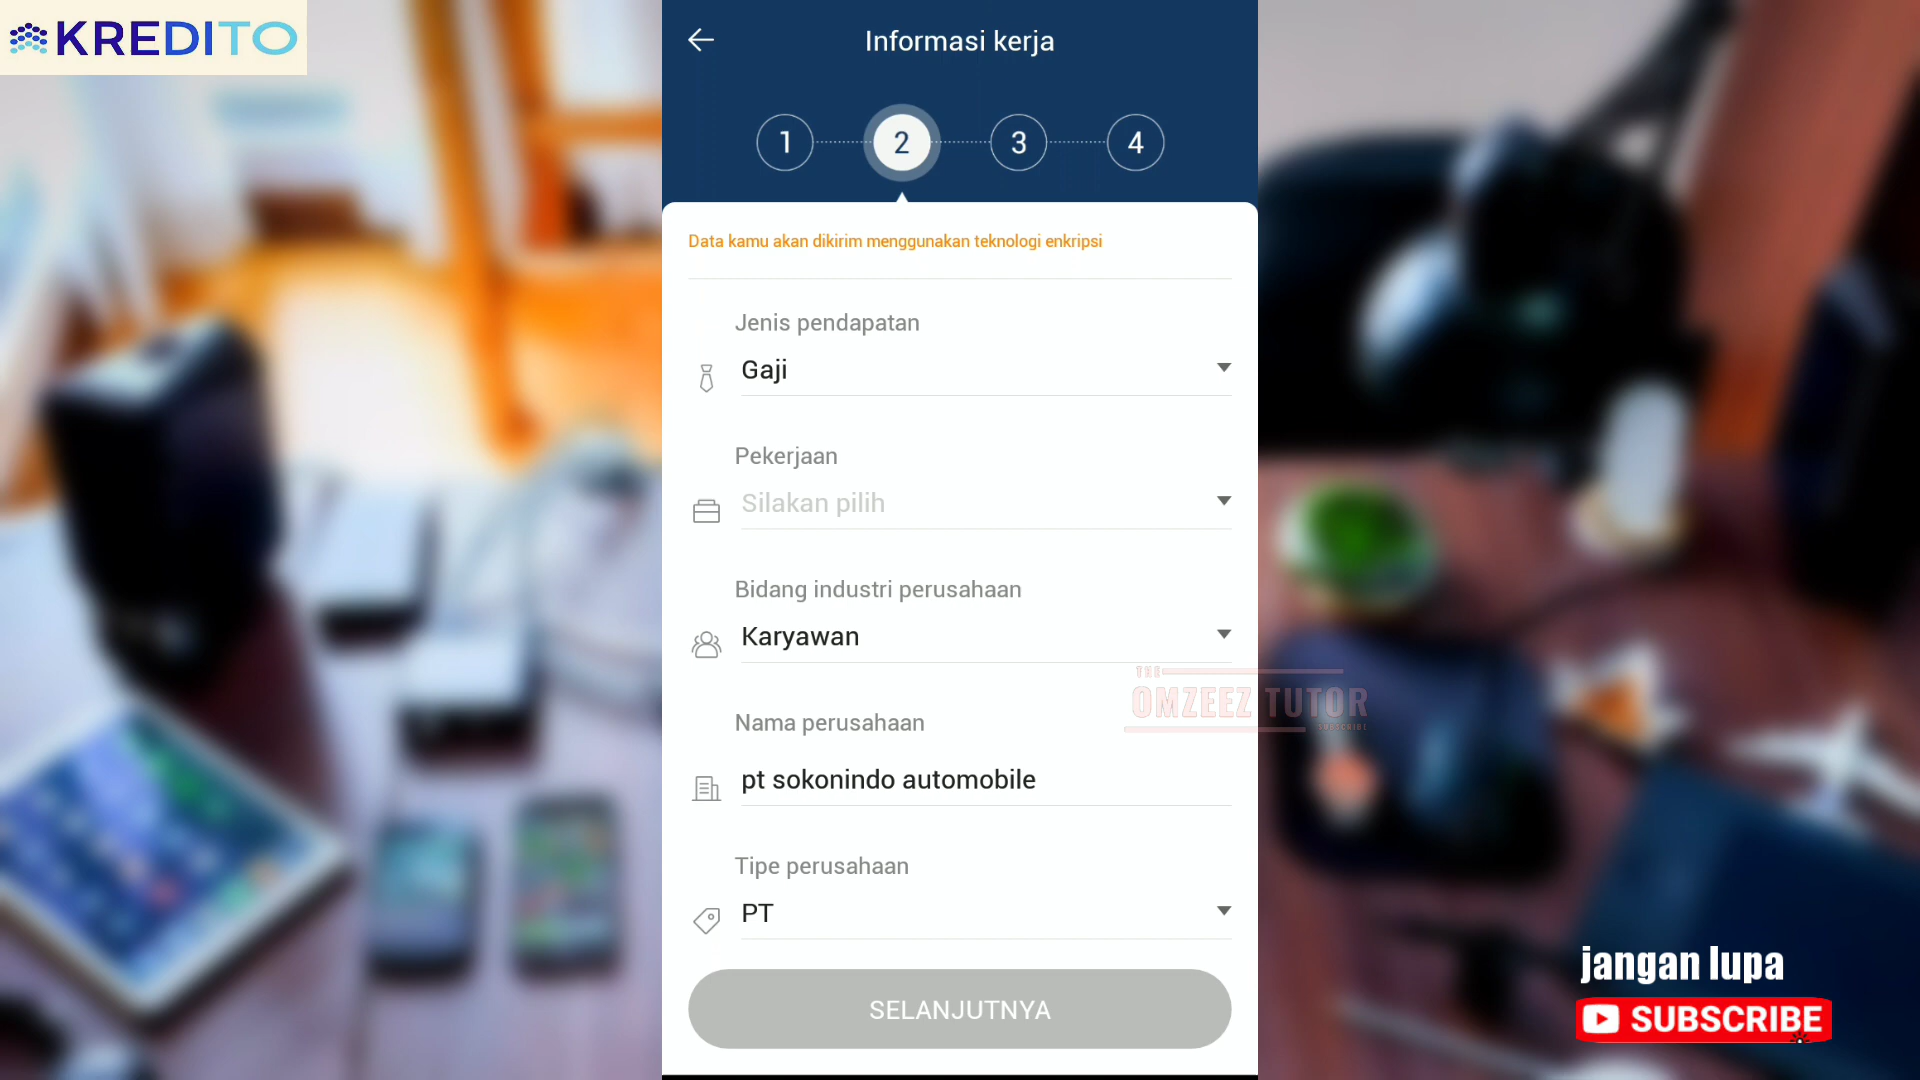 KREDITO
Informasi kerja
1
2
3
4
Data kamu akan dikirim menggunakan teknologi enkripsi
Jenis pendapatan
Gaji
Pekerjaan
Silakan pilih
Bidang industri perusahaan
Karyawan
THE
OMZEEZ TUTOR
SUBSCRIBE
Nama perusahaan
pt sokonindo automobile
Tipe perusahaan
PT
SELANJUTNYA
jangan lupa
SUBSCRIBE